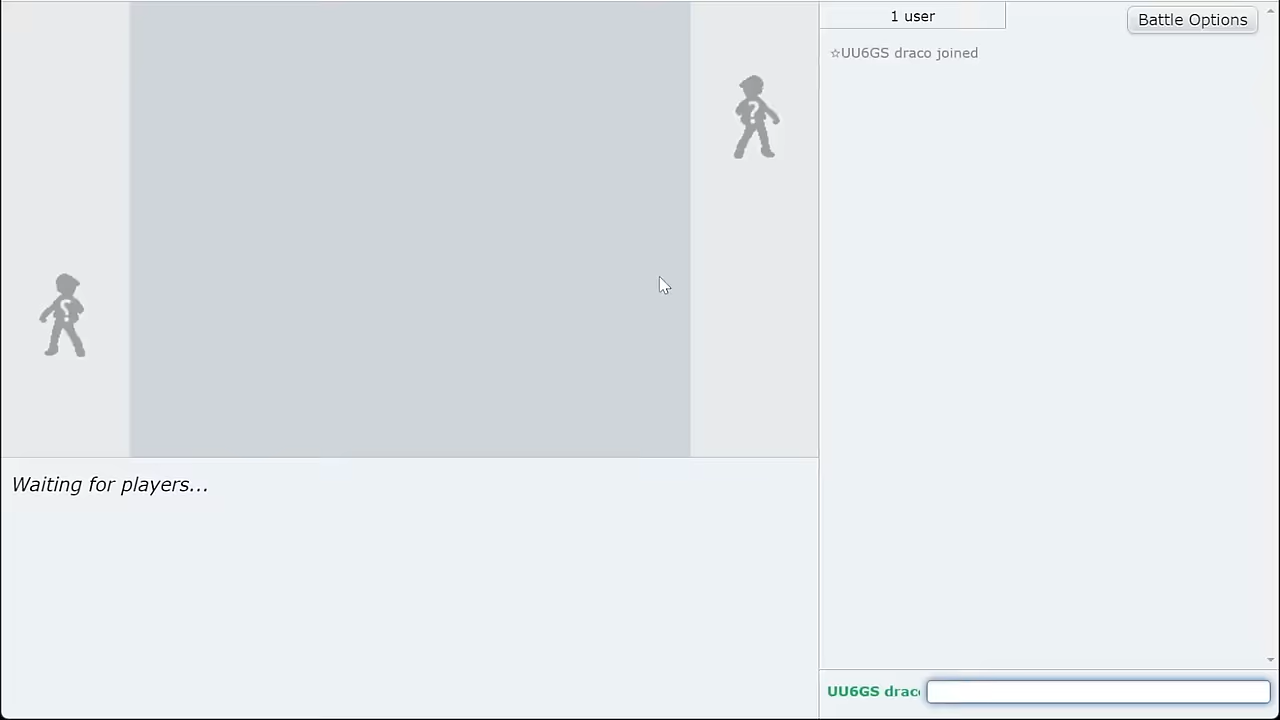 1 user
Battle Options
☆UU6GS draco joined
?
?
Waiting for players...
UU6GS drac